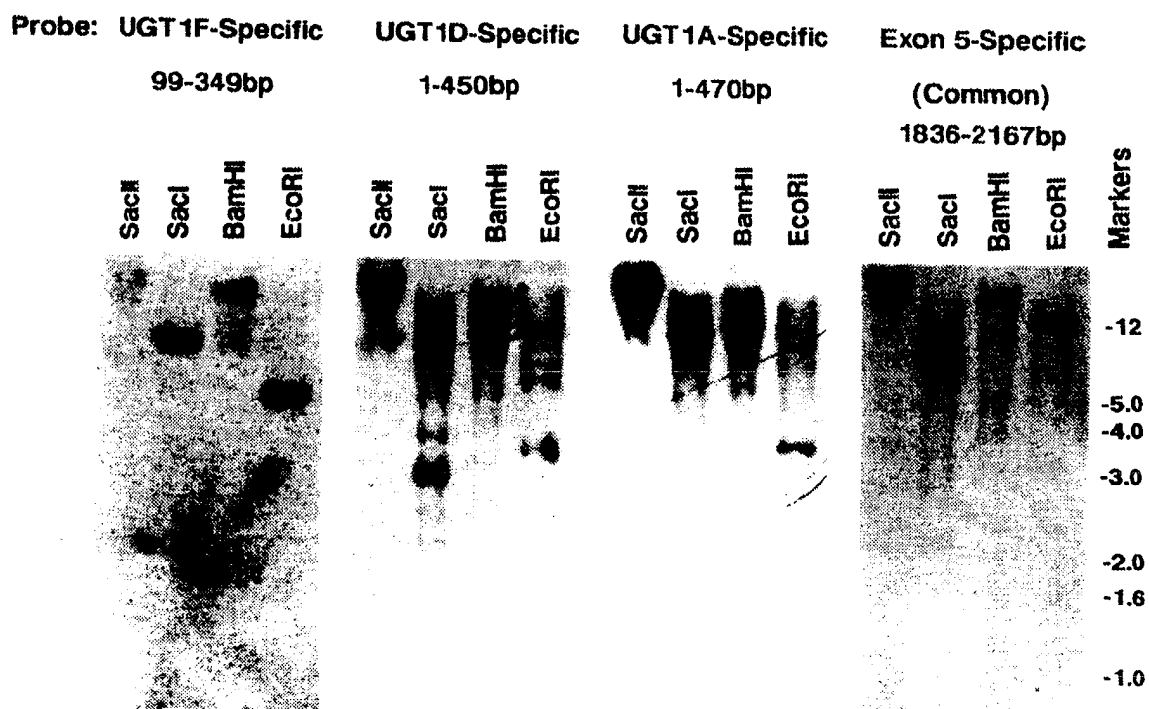 Probe: UGT1F-Specific UGT1D-Specific UGT1A-Specific Exon 5-Specific
99-349bp 1-450bp 1-470bp (Common)
1836-2167bp
SacII SacI BamHI EcoRI SacII SacI BamHI EcoRI SacII SacI BamHI EcoRI SacII SacI BamHI EcoRI Markers
-12
-5.0
-4.0
-3.0
-2.0
-1.6
-1.0